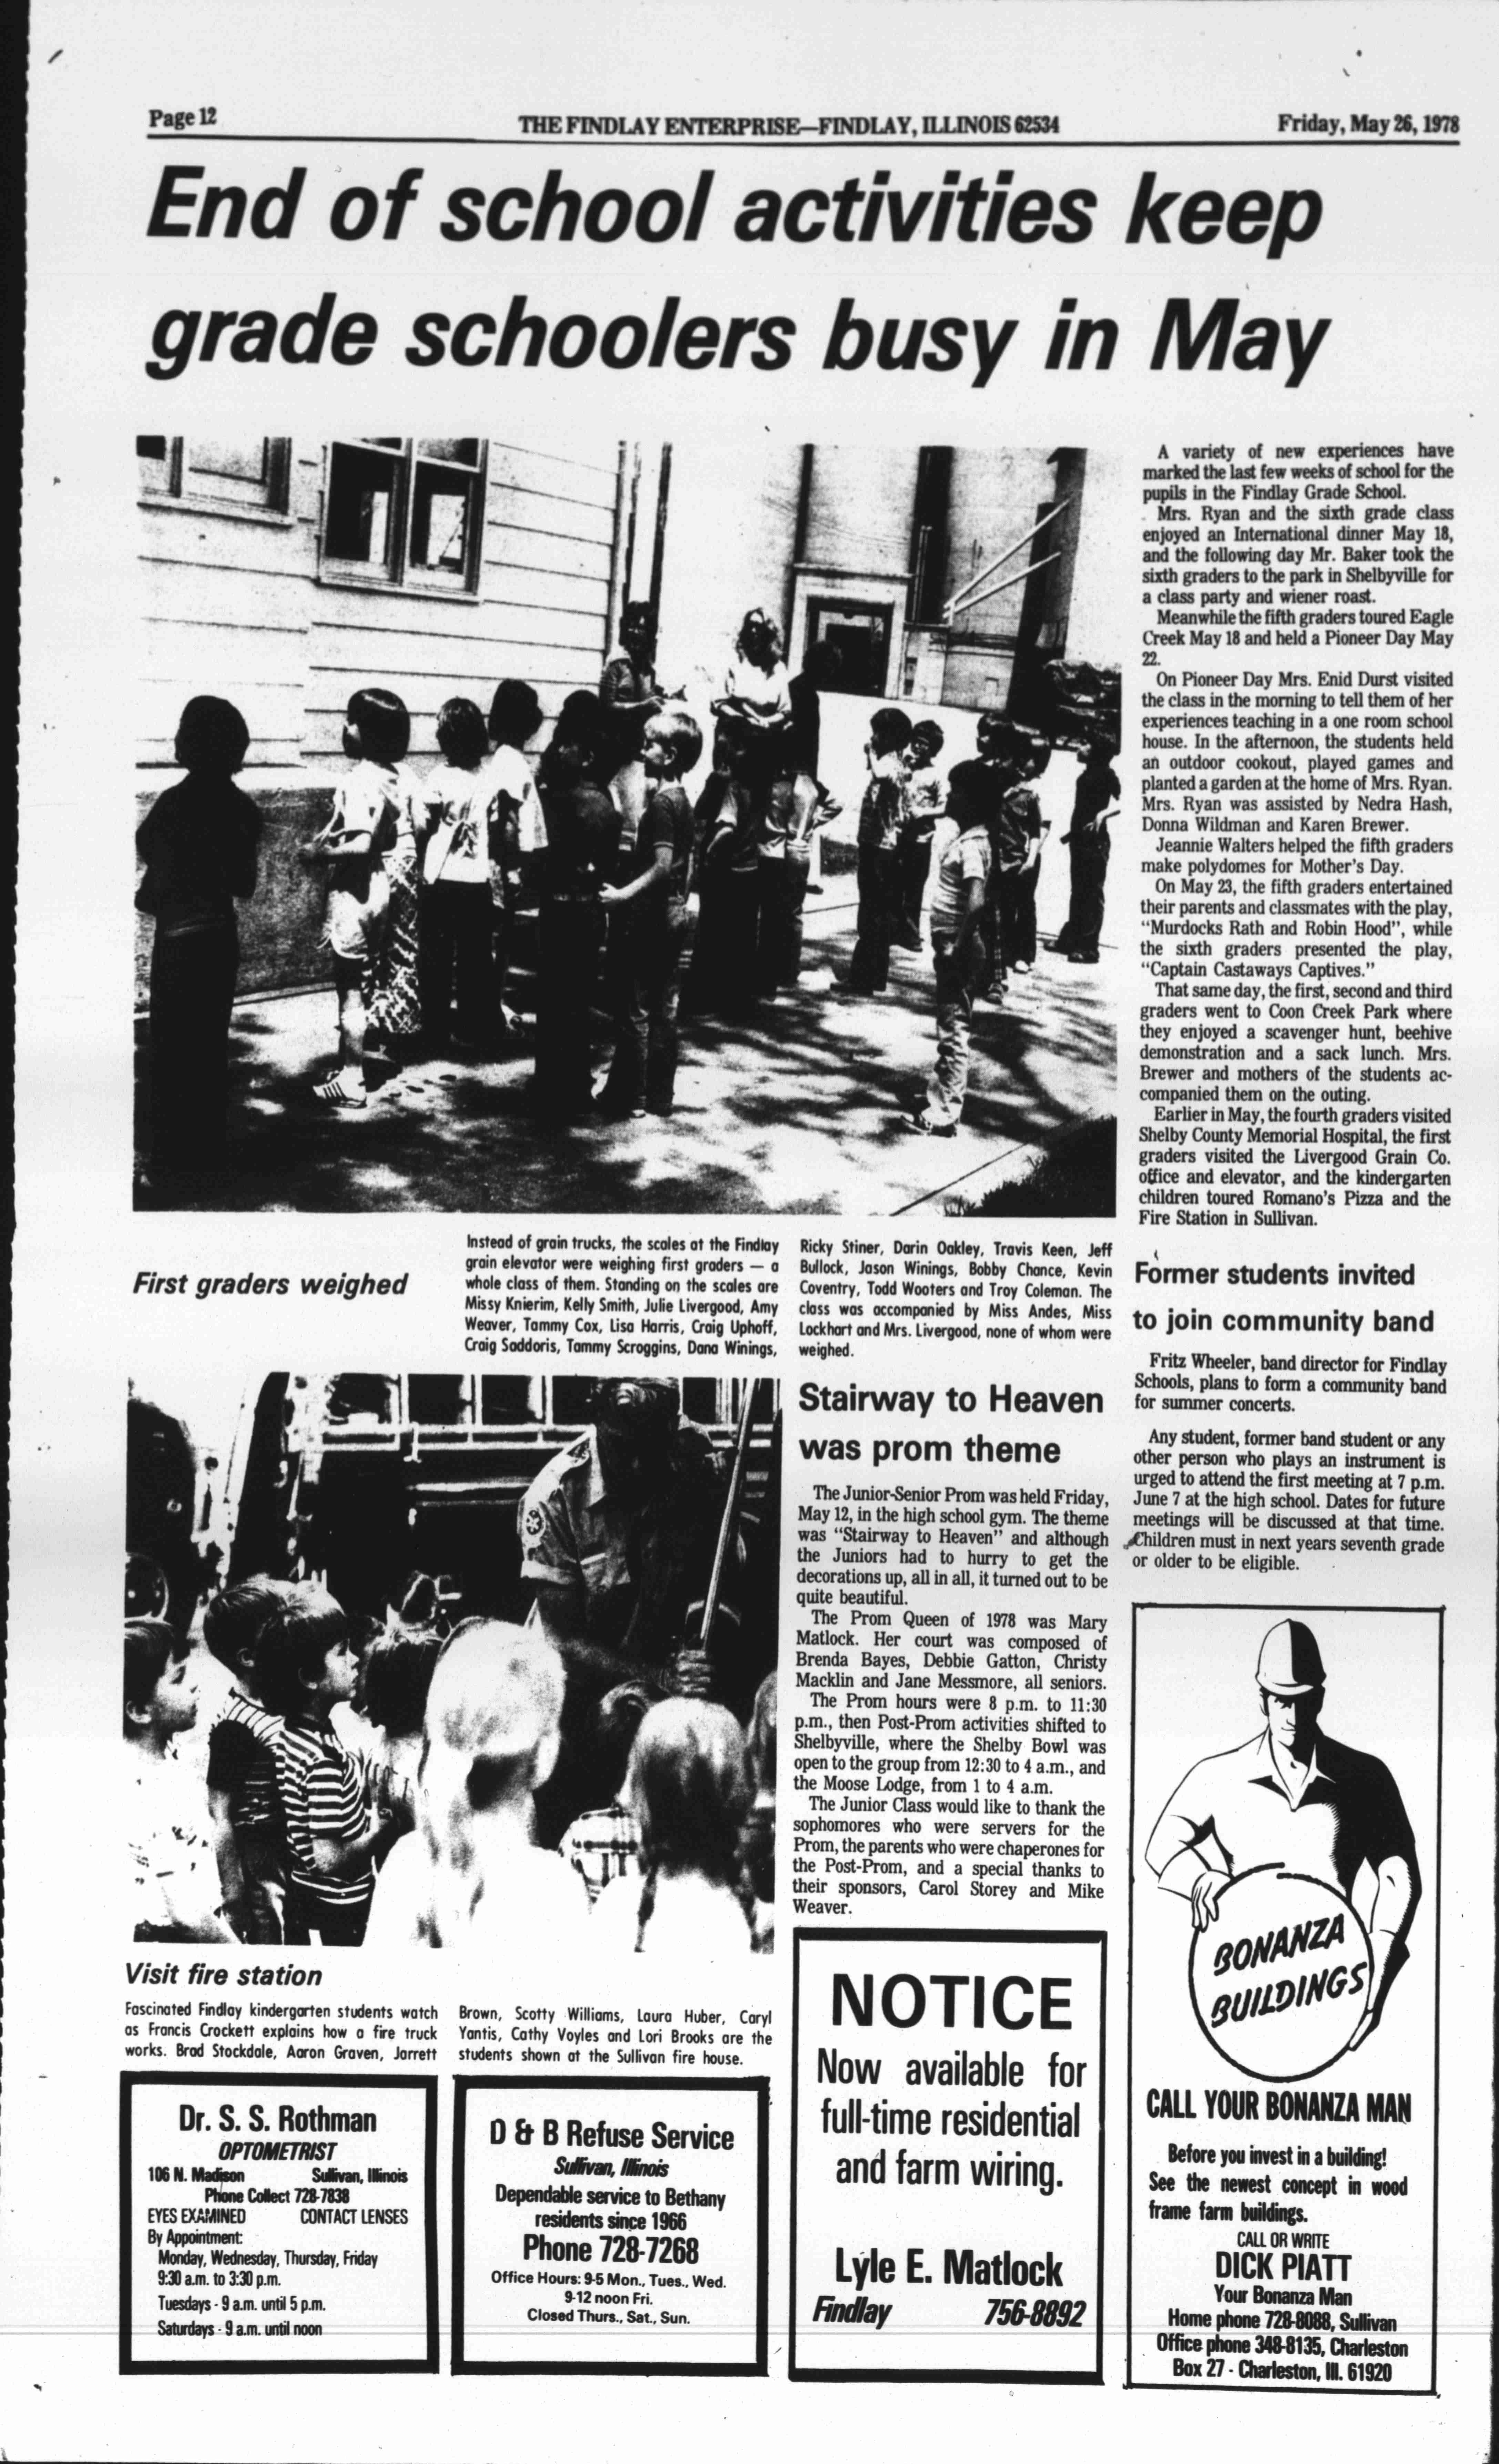 Page 12
THE FINDLAY ENTERPRISE—FINDLAY, ILLINOIS 62534
Friday, May 26, 1978
End of school activities keep
grade schoolers busy in May
A variety of new experiences have
marked the last few weeks of school for the
pupils in the Findlay Grade School.
Mrs. Ryan and the sixth grade class
enjoyed an International dinner May 18,
and the following day Mr. Baker took the
sixth graders to the park in Shelbyville for
a class party and wiener roast.
Meanwhile the fifth graders toured Eagle
Creek May 18 and held a Pioneer Day May
22.
On Pioneer Day Mrs. Enid Durst visited
the class in the morning to tell them of her
experiences teaching in a one room school
house. In the afternoon, the students held
an outdoor cookout, played games and
planted a garden at the home of Mrs. Ryan.
Mrs. Ryan was assisted by Nedra Hash,
Donna Wildman and Karen Brewer.
Jeannie Walters helped the fifth graders
make polydomes for Mother's Day.
On May 23, the fifth graders entertained
their parents and classmates with the play,
"Murdocks Rath and Robin Hood", while
the sixth graders presented the play,
"Captain Castaways Captives."
That same day, the first, second and third
graders went to Coon Creek Park where
they enjoyed a scavenger hunt, beehive
demonstration and a sack lunch. Mrs.
Brewer and mothers of the students ac-
companied them on the outing.
Earlier in May, the fourth graders visited
Shelby County Memorial Hospital, the first
graders visited the Livergood Grain Co.
office and elevator, and the kindergarten
children toured Romano's Pizza and the
Fire Station in Sullivan.
First graders weighed
Instead of grain trucks, the scales at the Findlay
grain elevator were weighing first graders — a
whole class of them. Standing on the scales are
Missy Knierim, Kelly Smith, Julie Livergood, Amy
Weaver, Tammy Cox, Lisa Harris, Craig Uphoff,
Craig Saddoris, Tammy Scroggins, Dana Winings,
Ricky Stiner, Darin Oakley, Travis Keen, Jeff
Bullock, Jason Winings, Bobby Chance, Kevin
Coventry, Todd Wooters and Troy Coleman. The
class was accompanied by Miss Andes, Miss
Lockhart and Mrs. Livergood, none of whom were
weighed.
Former students invited
to join community band
Fritz Wheeler, band director for Findlay
Schools, plans to form a community band
for summer concerts.
Any student, former band student or any
other person who plays an instrument is
urged to attend the first meeting at 7 p.m.
June 7 at the high school. Dates for future
meetings will be discussed at that time.
Children must in next years seventh grade
or older to be eligible.
Stairway to Heaven
was prom theme
The Junior-Senior Prom was held Friday,
May 12, in the high school gym. The theme
was "Stairway to Heaven" and although
the Juniors had to hurry to get the
decorations up, all in all, it turned out to be
quite beautiful.
The Prom Queen of 1978 was Mary
Matlock. Her court was composed of
Brenda Bayes, Debbie Gatton, Christy
Macklin and Jane Messmore, all seniors.
The Prom hours were 8 p.m. to 11:30
p.m., then Post-Prom activities shifted to
Shelbyville, where the Shelby Bowl was
open to the group from 12:30 to 4 a.m., and
the Moose Lodge, from 1 to 4 a.m.
The Junior Class would like to thank the
sophomores who were servers for the
Prom, the parents who were chaperones for
the Post-Prom, and a special thanks to
their sponsors, Carol Storey and Mike
Weaver.
Visit fire station
Fascinated Findlay kindergarten students watch
as Francis Crockett explains how a fire truck
works. Brad Stockdale, Aaron Graven, Jarrett
Brown, Scotty Williams, Laura Huber, Caryl
Yantis, Cathy Voyles and Lori Brooks are the
students shown at the Sullivan fire house.
Dr. S. S. Rothman
OPTOMETRIST
106 N. Madison Sullivan, Illinois
Phone Collect 728-7838
EYES EXAMINED CONTACT LENSES
By Appointment:
Monday, Wednesday, Thursday, Friday
9:30 a.m. to 3:30 p.m.
Tuesdays - 9 a.m. until 5 p.m.
Saturdays - 9 a.m. until noon
D & B Refuse Service
Sullivan, Illinois
Dependable service to Bethany
residents since 1966
Phone 728-7268
Office Hours: 9-5 Mon., Tues., Wed.
9-12 noon Fri.
Closed Thurs., Sat., Sun.
NOTICE
Now available for
full-time residential
and farm wiring.
Lyle E. Matlock
Findlay 756-8892
BONANZA
BUILDINGS
CALL YOUR BONANZA MAN
Before you invest in a building!
See the newest concept in wood
frame farm buildings.
CALL OR WRITE
DICK PIATT
Your Bonanza Man
Home phone 728-8088, Sullivan
Office phone 348-8135, Charleston
Box 27 - Charleston, Ill. 61920